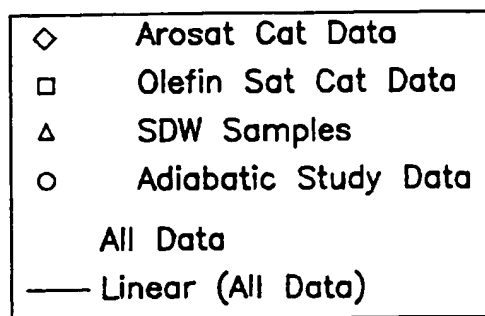 Arosat Cat Data
Olefin Sat Cat Data
SDW Samples
Adiabatic Study Data
All Data
Linear (All Data)